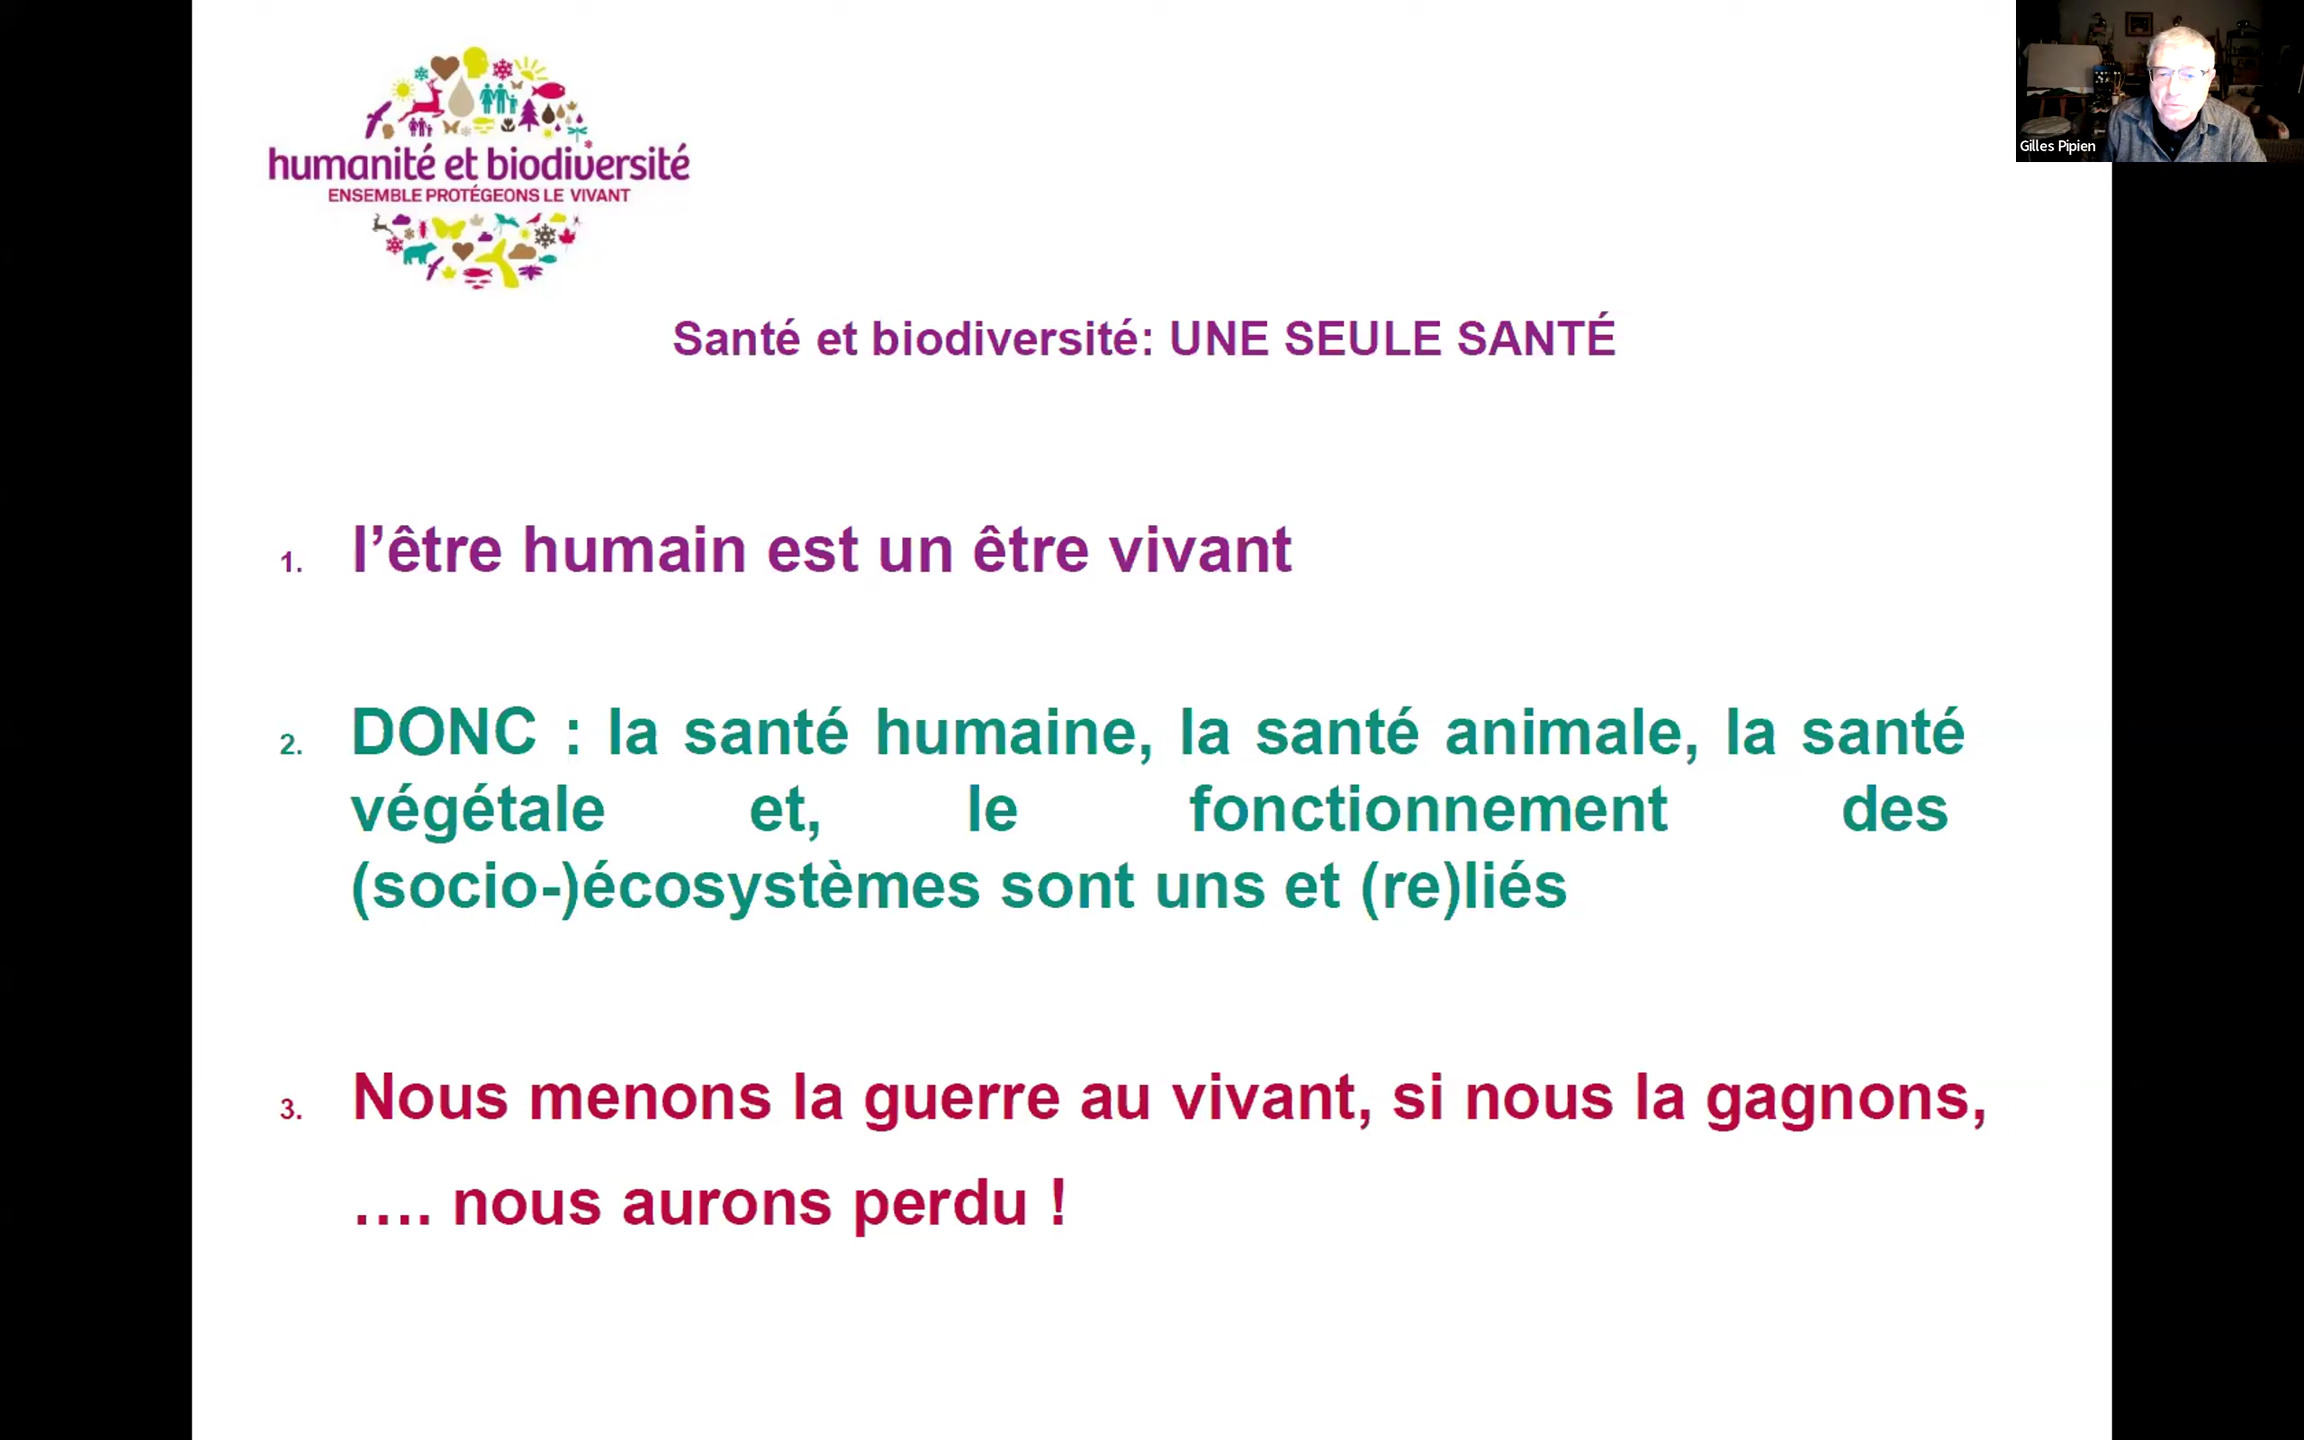 Gilles Pipien
humanité et biodiversité
ENSEMBLE PROTÉGEONS LE VIVANT
Santé et biodiversité: UNE SEULE SANTÉ
1. l’être humain est un être vivant
2. DONC : la santé humaine, la santé animale, la santé
végétale et, le fonctionnement des
(socio-)écosystèmes sont uns et (re)liés
3. Nous menons la guerre au vivant, si nous la gagnons,
…. nous aurons perdu !